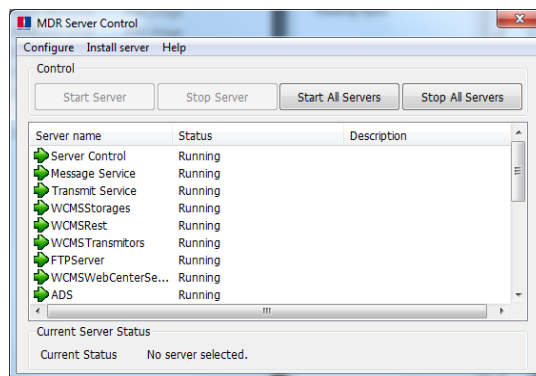 MDR Server Control
Configure Install server Help
Control
Start Server Stop Server Start All Servers Stop All Servers
Server name Status Description
Server Control Running
Message Service Running
Transmit Service Running
WCMSStorages Running
WCMSRest Running
WCMSTransmitors Running
FTPServer Running
WCMSWebCenterSe... Running
ADS Running
Current Server Status
Current Status No server selected.